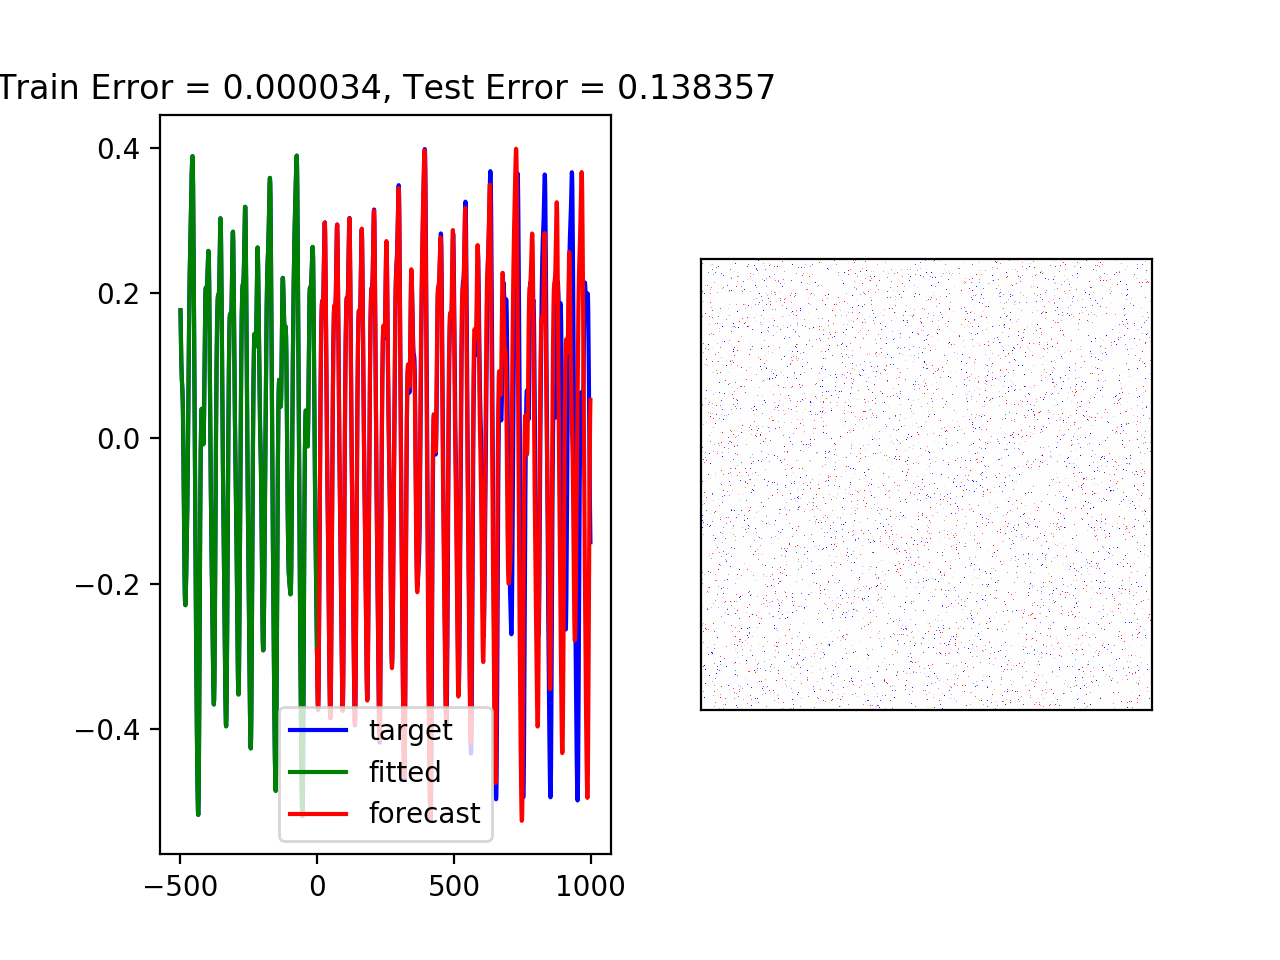 Train Error = 0.000034, Test Error = 0.138357
0.4
0.2
0.0
−0.2
−0.4
target
fitted
forecast
−500
0
500
1000